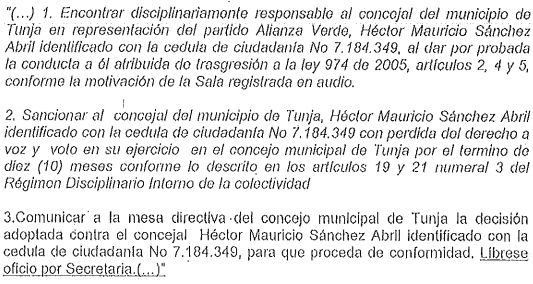 "(...) 1. Encontrar disciplinariamente responsable al concejal del municipio de
Tunja en representación del partido Alianza Verde, Héctor Mauricio Sánchez
Abril identificado con la cedula de ciudadanía No 7.184.349, al dar por probada
la conducta a él atribuida de trasgresión a la ley 974 de 2005, artículos 2, 4 y 5,
conforme la motivación de la Sala registrada en audio.
2. Sancionar al concejal del municipio de Tunja, Héctor Mauricio Sánchez Abril
identificado con la cedula de ciudadanía No 7.184.349 con perdida del derecho a
voz y voto en su ejercicio en el concejo municipal de Tunja por el termino de
diez (10) meses conforme lo descrito en los artículos 19 y 21 numeral 3 del
Régimen Disciplinario Interno de la colectividad
3.Comunicar a la mesa directiva del concejo municipal de Tunja la decisión
adoptada contra el concejal Héctor Mauricio Sánchez Abril identificado con la
cedula de ciudadanía No 7.184.349, para que proceda de conformidad. Líbrese
oficio por Secretaria.(...)"